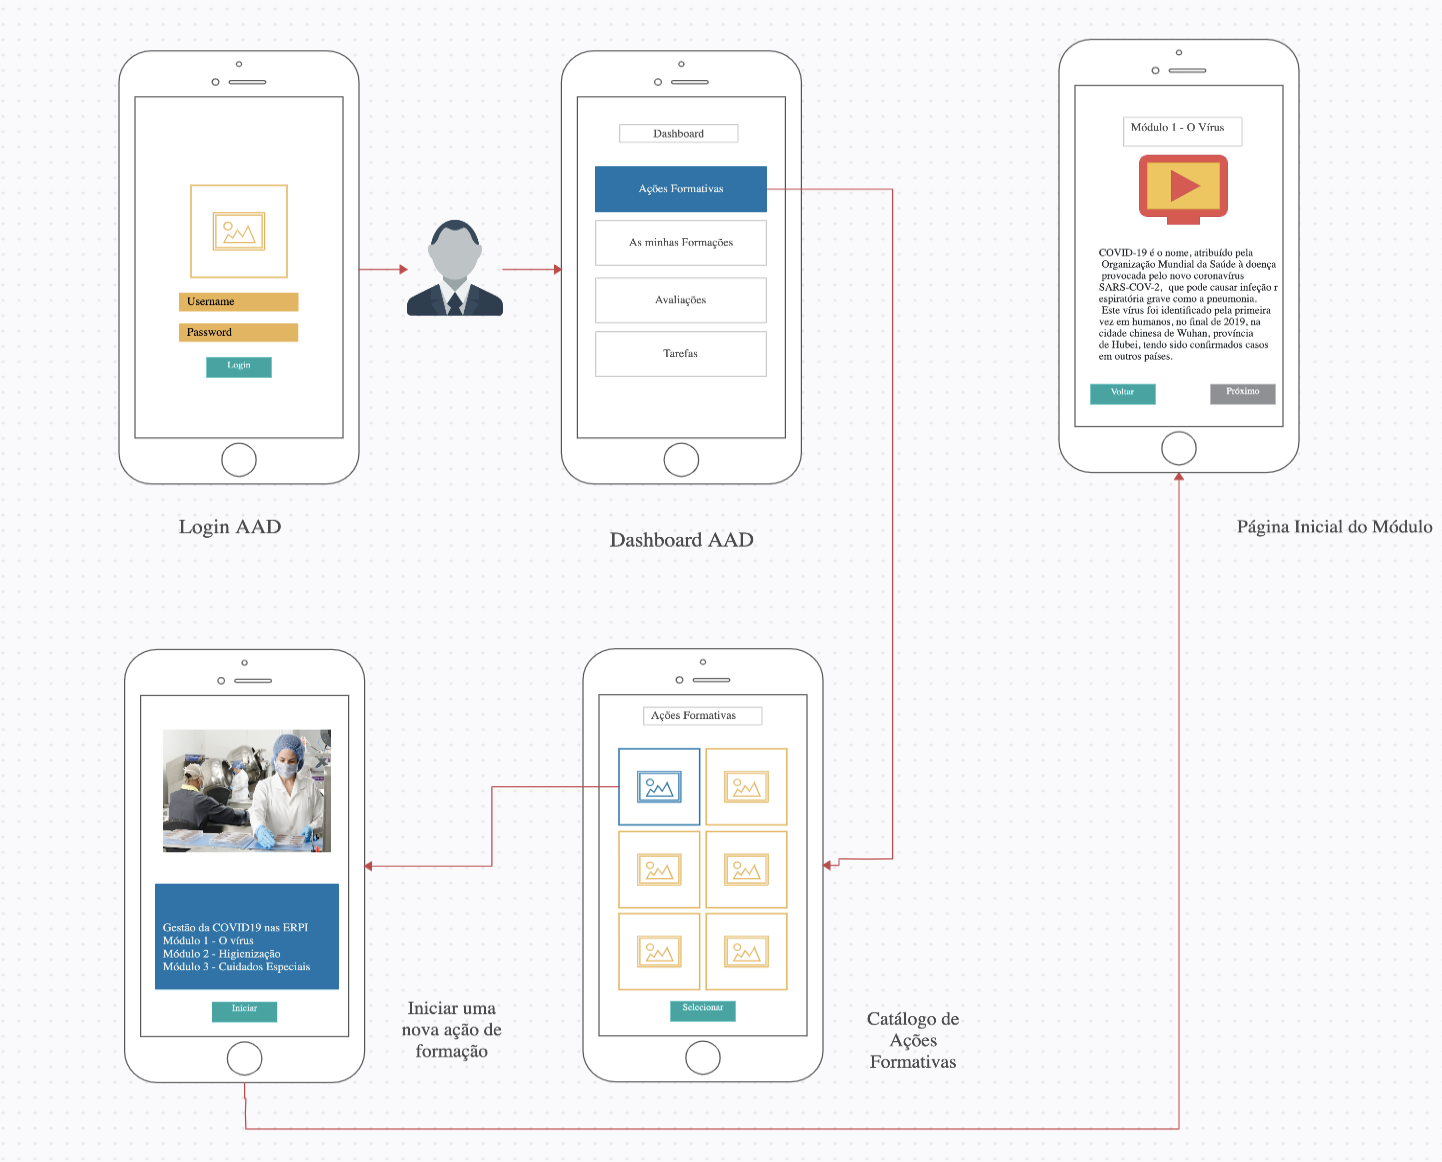 Username
Password
Login
Login AAD
Dashboard
Ações Formativas
As minhas Formações
Avaliações
Tarefas
Dashboard AAD
Módulo 1 - O Vírus
COVID-19 é o nome, atribuído pela
Organização Mundial da Saúde à doença
provocada pelo novo coronavírus
SARS-COV-2, que pode causar infeção r
espiratória grave como a pneumonia.
Este vírus foi identificado pela primeira
vez em humanos, no final de 2019, na
cidade chinesa de Wuhan, província
de Hubei, tendo sido confirmados casos
em outros países.
Voltar
Próximo
Página Inicial do Módulo
Gestão da COVID19 nas ERPI
Módulo 1 - O vírus
Módulo 2 - Higienização
Módulo 3 - Cuidados Especiais
Iniciar
Iniciar uma
nova ação de
formação
Ações Formativas
Selecionar
Catálogo de
Ações
Formativas